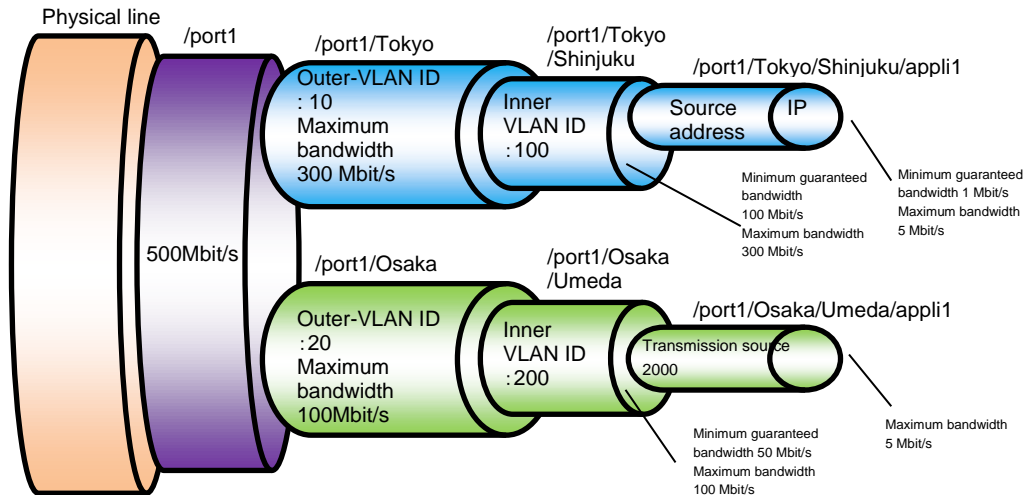 Physical line
/port1
500Mbit/s
/port1/Tokyo
Outer-VLAN ID
: 10
Maximum
bandwidth
300 Mbit/s
/port1/Tokyo
/Shinjuku
Inner
VLAN ID
:100
/port1/Tokyo/Shinjuku/appli1
Source IP
address
Minimum guaranteed
bandwidth
100 Mbit/s
Maximum bandwidth
300 Mbit/s
Minimum guaranteed
bandwidth 1 Mbit/s
Maximum bandwidth
5 Mbit/s
/port1/Osaka
Outer-VLAN ID
:20
Maximum
bandwidth
100Mbit/s
/port1/Osaka
/Umeda
Inner
VLAN ID
:200
/port1/Osaka/Umeda/appli1
Transmission source
2000
Minimum guaranteed
bandwidth 50 Mbit/s
Maximum bandwidth
100 Mbit/s
Maximum bandwidth
5 Mbit/s